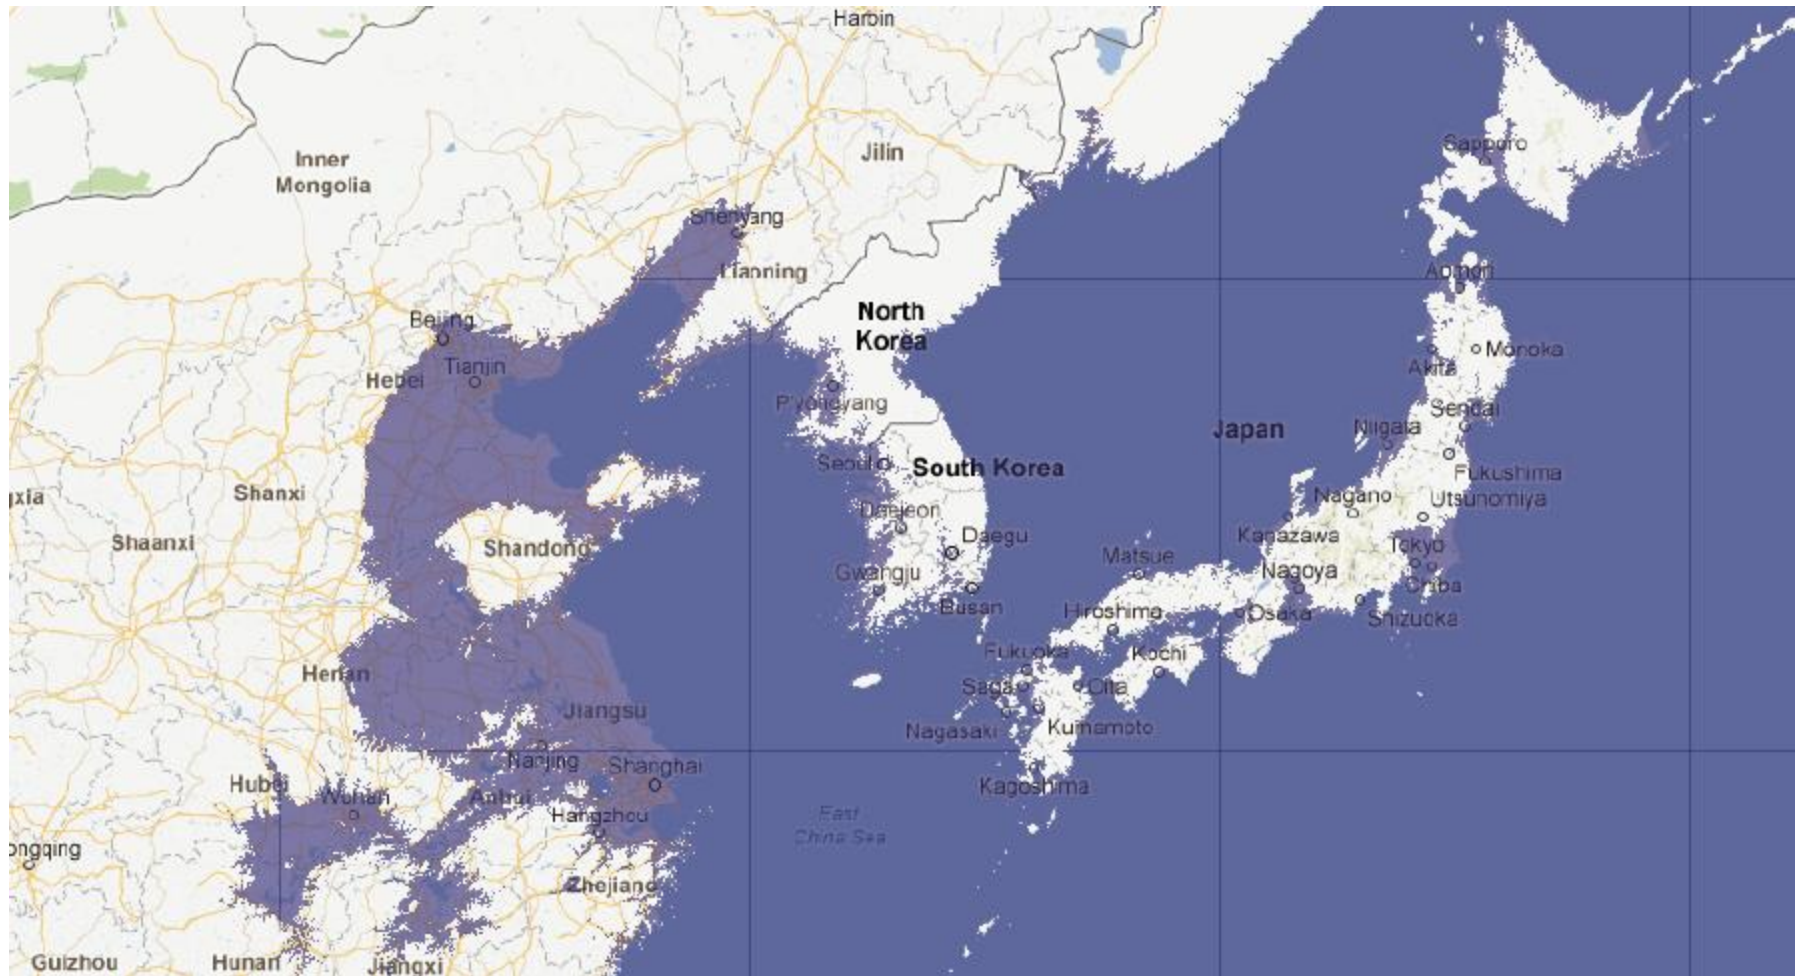 Harbin
Sapporo
Inner
Mongolia
Jilin
Shenyang
Liaoning
Aomori
North
Korea
Beijing
Tianjin
Hebei
Morioka
Akita
P'yongyang
Sendai
Niigata
Japan
Seoul
South Korea
Fukushima
Shanxi
Nagano
Utsunomiya
Daejeon
Kanazawa
Shaanxi
Shandong
Daegu
Matsue
Tokyo
Gwangju
Nagoya
Chiba
Busan
Hiroshima
Osaka
Shizuoka
Fukuoka
Kochi
Henan
Saga
Oita
Jiangsu
Nagasaki
Kumamoto
Nanjing
Shanghai
Hubei
Wuhan
Anhui
Kagoshima
Hangzhou
East
China Sea
ongqing
Zhejiang
Guizhou
Hunan
Jiangxi